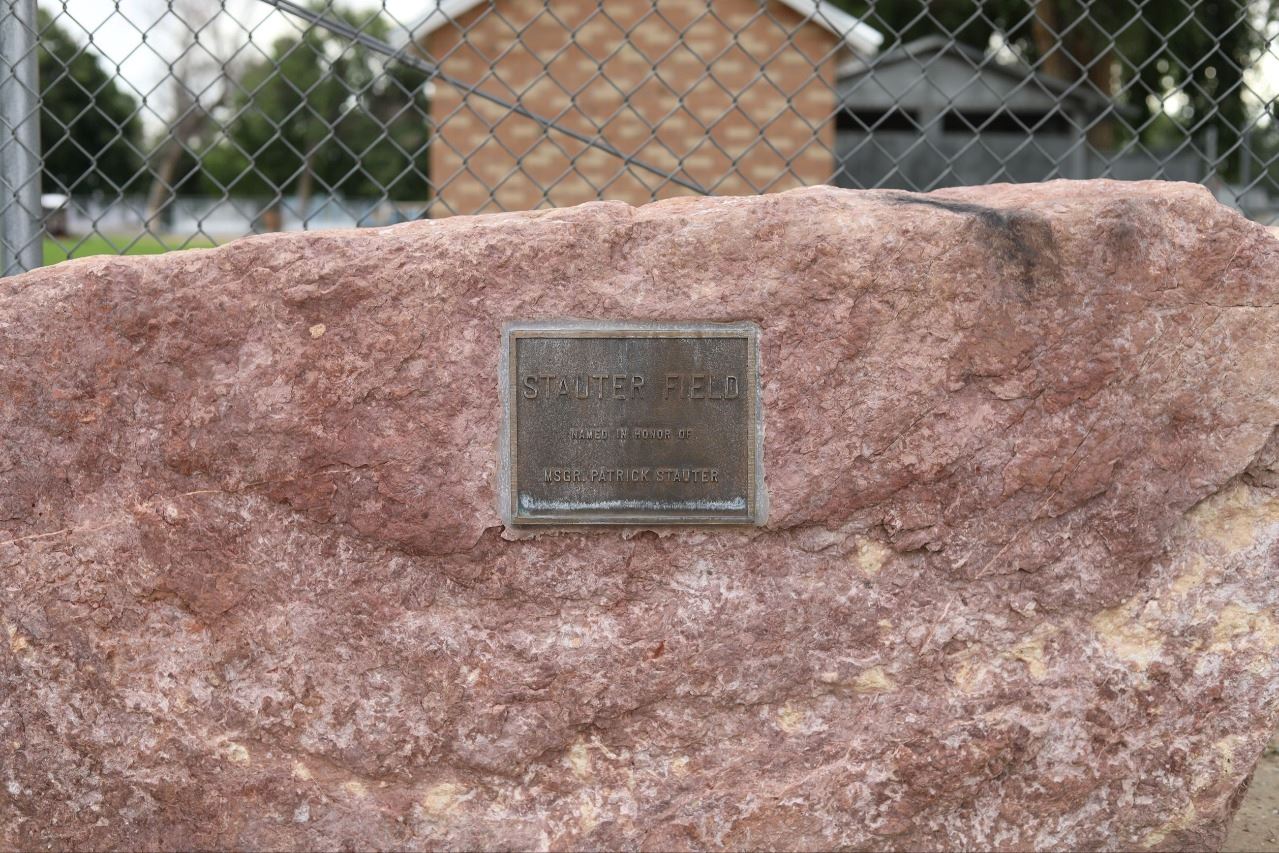 STAUTER FIELD
NAMED IN HONOR OF
MSGR. PATRICK STAUTER